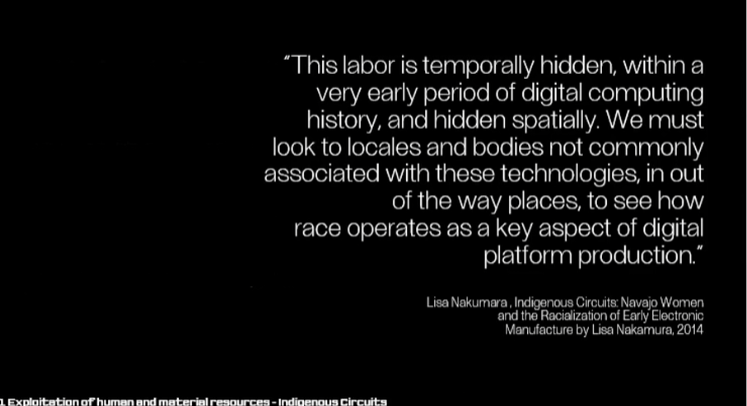 “This labor is temporally hidden, within a
very early period of digital computing
history, and hidden spatially. We must
look to locales and bodies not commonly
associated with these technologies, in out
of the way places, to see how
race operates as a key aspect of digital
platform production.”
Lisa Nakumara , Indigenous Circuits: Navajo Women
and the Racialization of Early Electronic
Manufacture by Lisa Nakamura, 2014
1 Exploitation of human and material resources - Indigenous Circuits